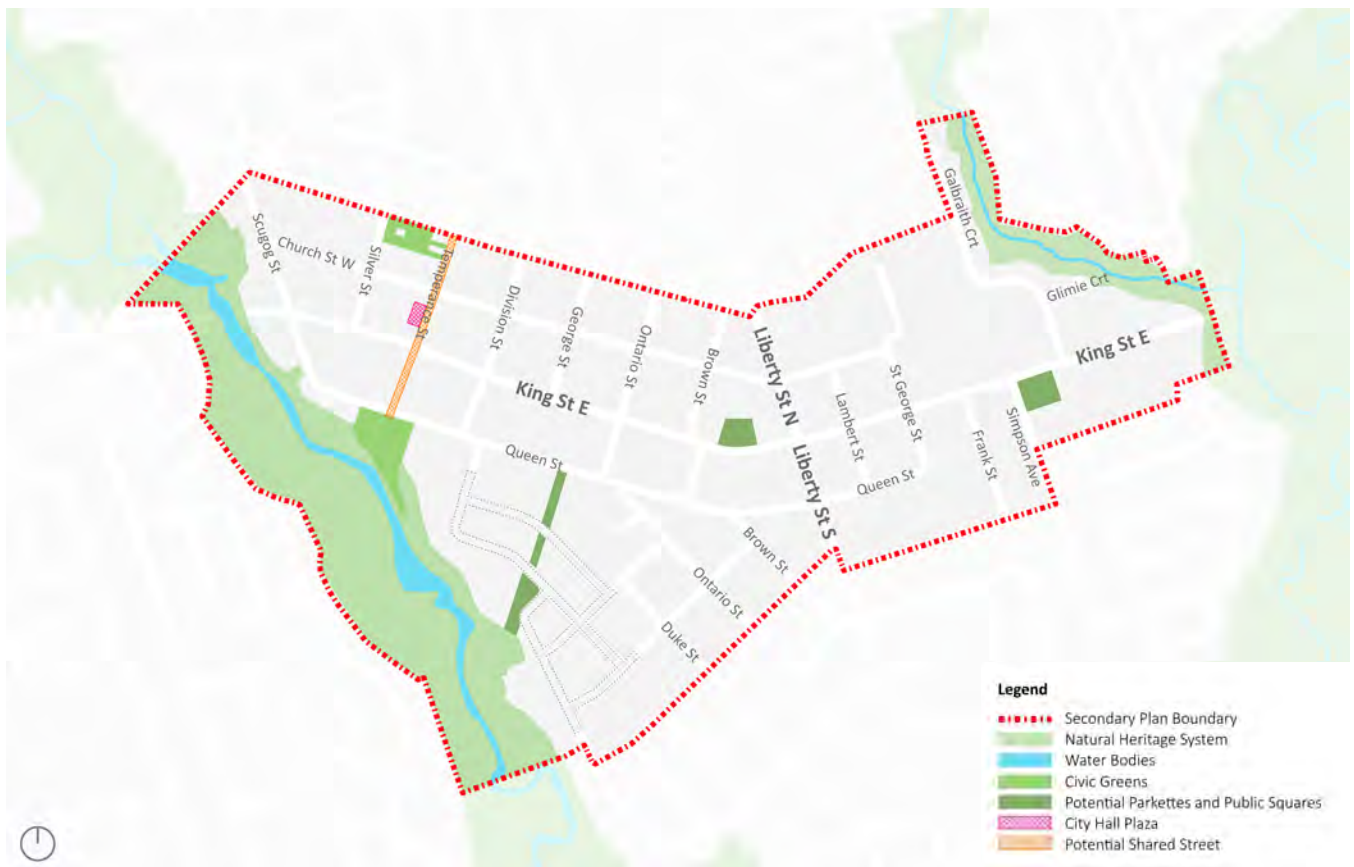 Galbraith Crt
Scugog St
Church St W
Silver St
Temperance St
Division St
George St
Ontario St
Brown St
Liberty St N
Glimie Crt
King St E
King St E
Lambert St
St George St
Simpson Ave
Frank St
Queen St
Queen St
Liberty St S
Brown St
Ontario St
Duke St
Legend
Secondary Plan Boundary
Natural Heritage System
Water Bodies
Civic Greens
Potential Parkettes and Public Squares
City Hall Plaza
Potential Shared Street